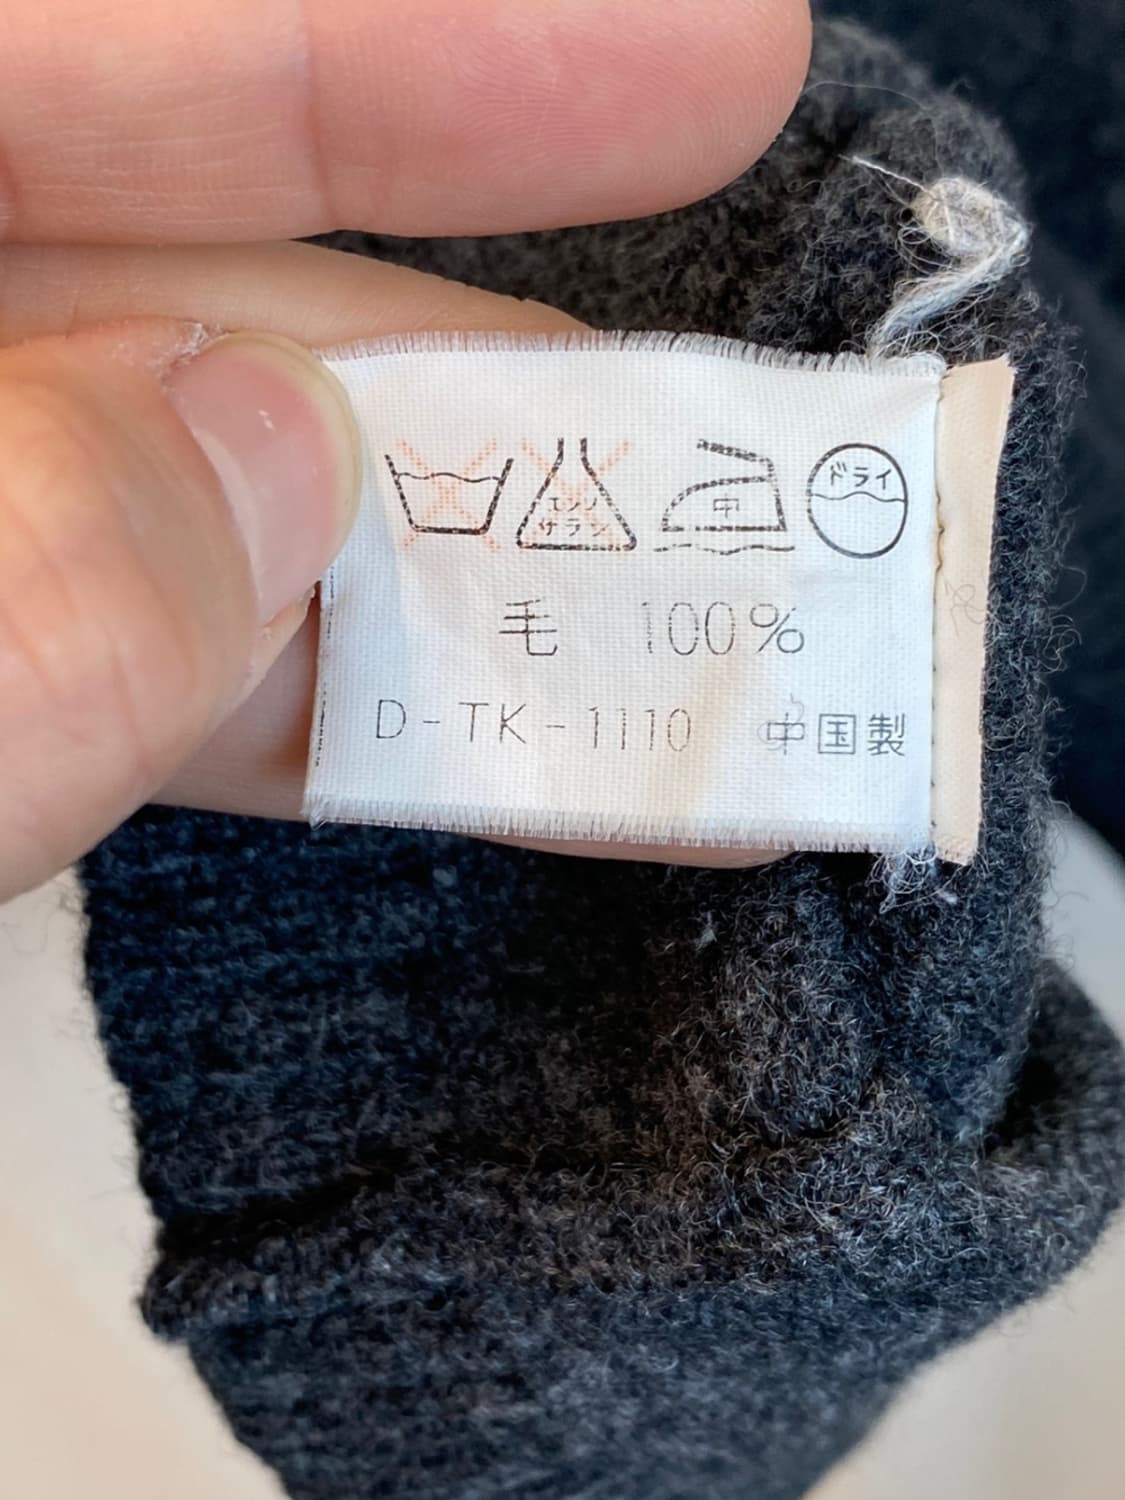 エンソ
サラシ
中
ドライ
毛 100%
D-TK-1110 中国製